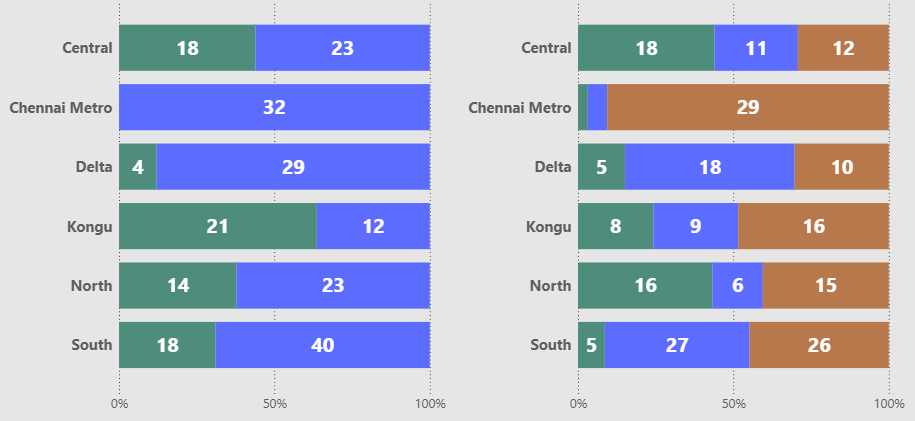 Central 18 23
Chennai Metro 32
Delta 4 29
Kongu 21 12
North 14 23
South 18 40
0% 50% 100%
Central 18 11 12
Chennai Metro 29
Delta 5 18 10
Kongu 8 9 16
North 16 6 15
South 5 27 26
0% 50% 100%